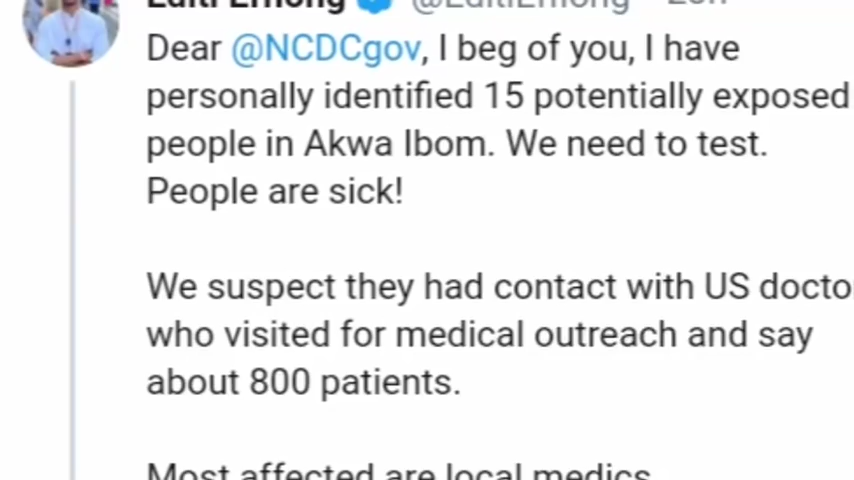 Dear @NCDCgov, I beg of you, I have
personally identified 15 potentially exposed
people in Akwa Ibom. We need to test.
People are sick!
We suspect they had contact with US docto
who visited for medical outreach and say
about 800 patients.
Most affected are local medics